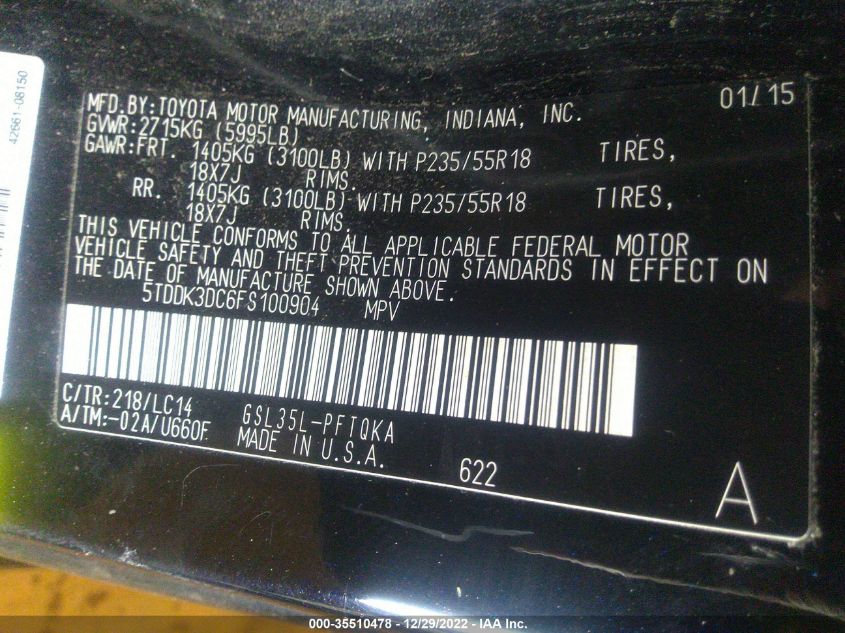 42661-08150
MFD.BY:TOYOTA MOTOR MANUFACTURING, INDIANA, INC. 01/15
GVWR:2715KG (5995LB)
GAWR:FRT. 1405KG (3100LB) WITH P235/55R18 TIRES,
18X7J RIMS.
RR. 1405KG (3100LB) WITH P235/55R18 TIRES,
18X7J RIMS.
THIS VEHICLE CONFORMS TO ALL APPLICABLE FEDERAL MOTOR
VEHICLE SAFETY AND THEFT PREVENTION STANDARDS IN EFFECT ON
THE DATE OF MANUFACTURE SHOWN ABOVE.
5TDDK3DC6FS100904 MPV
C/TR:218/LC14 GSL35L-PFTQKA
A/TM:-02A/U660F MADE IN U.S.A.
622 A
000-35510478 - 12/29/2022 - IAA Inc.